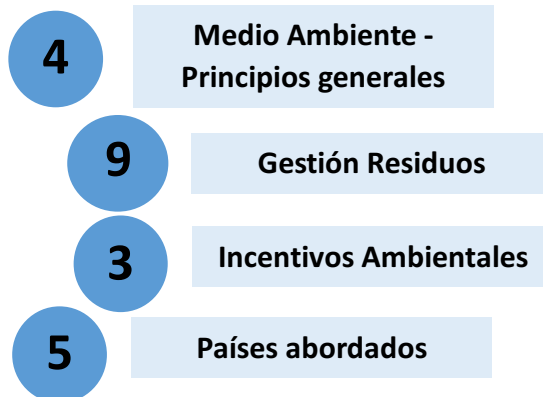 4
Medio Ambiente -
Principios generales
9
Gestión Residuos
3
Incentivos Ambientales
5
Países abordados